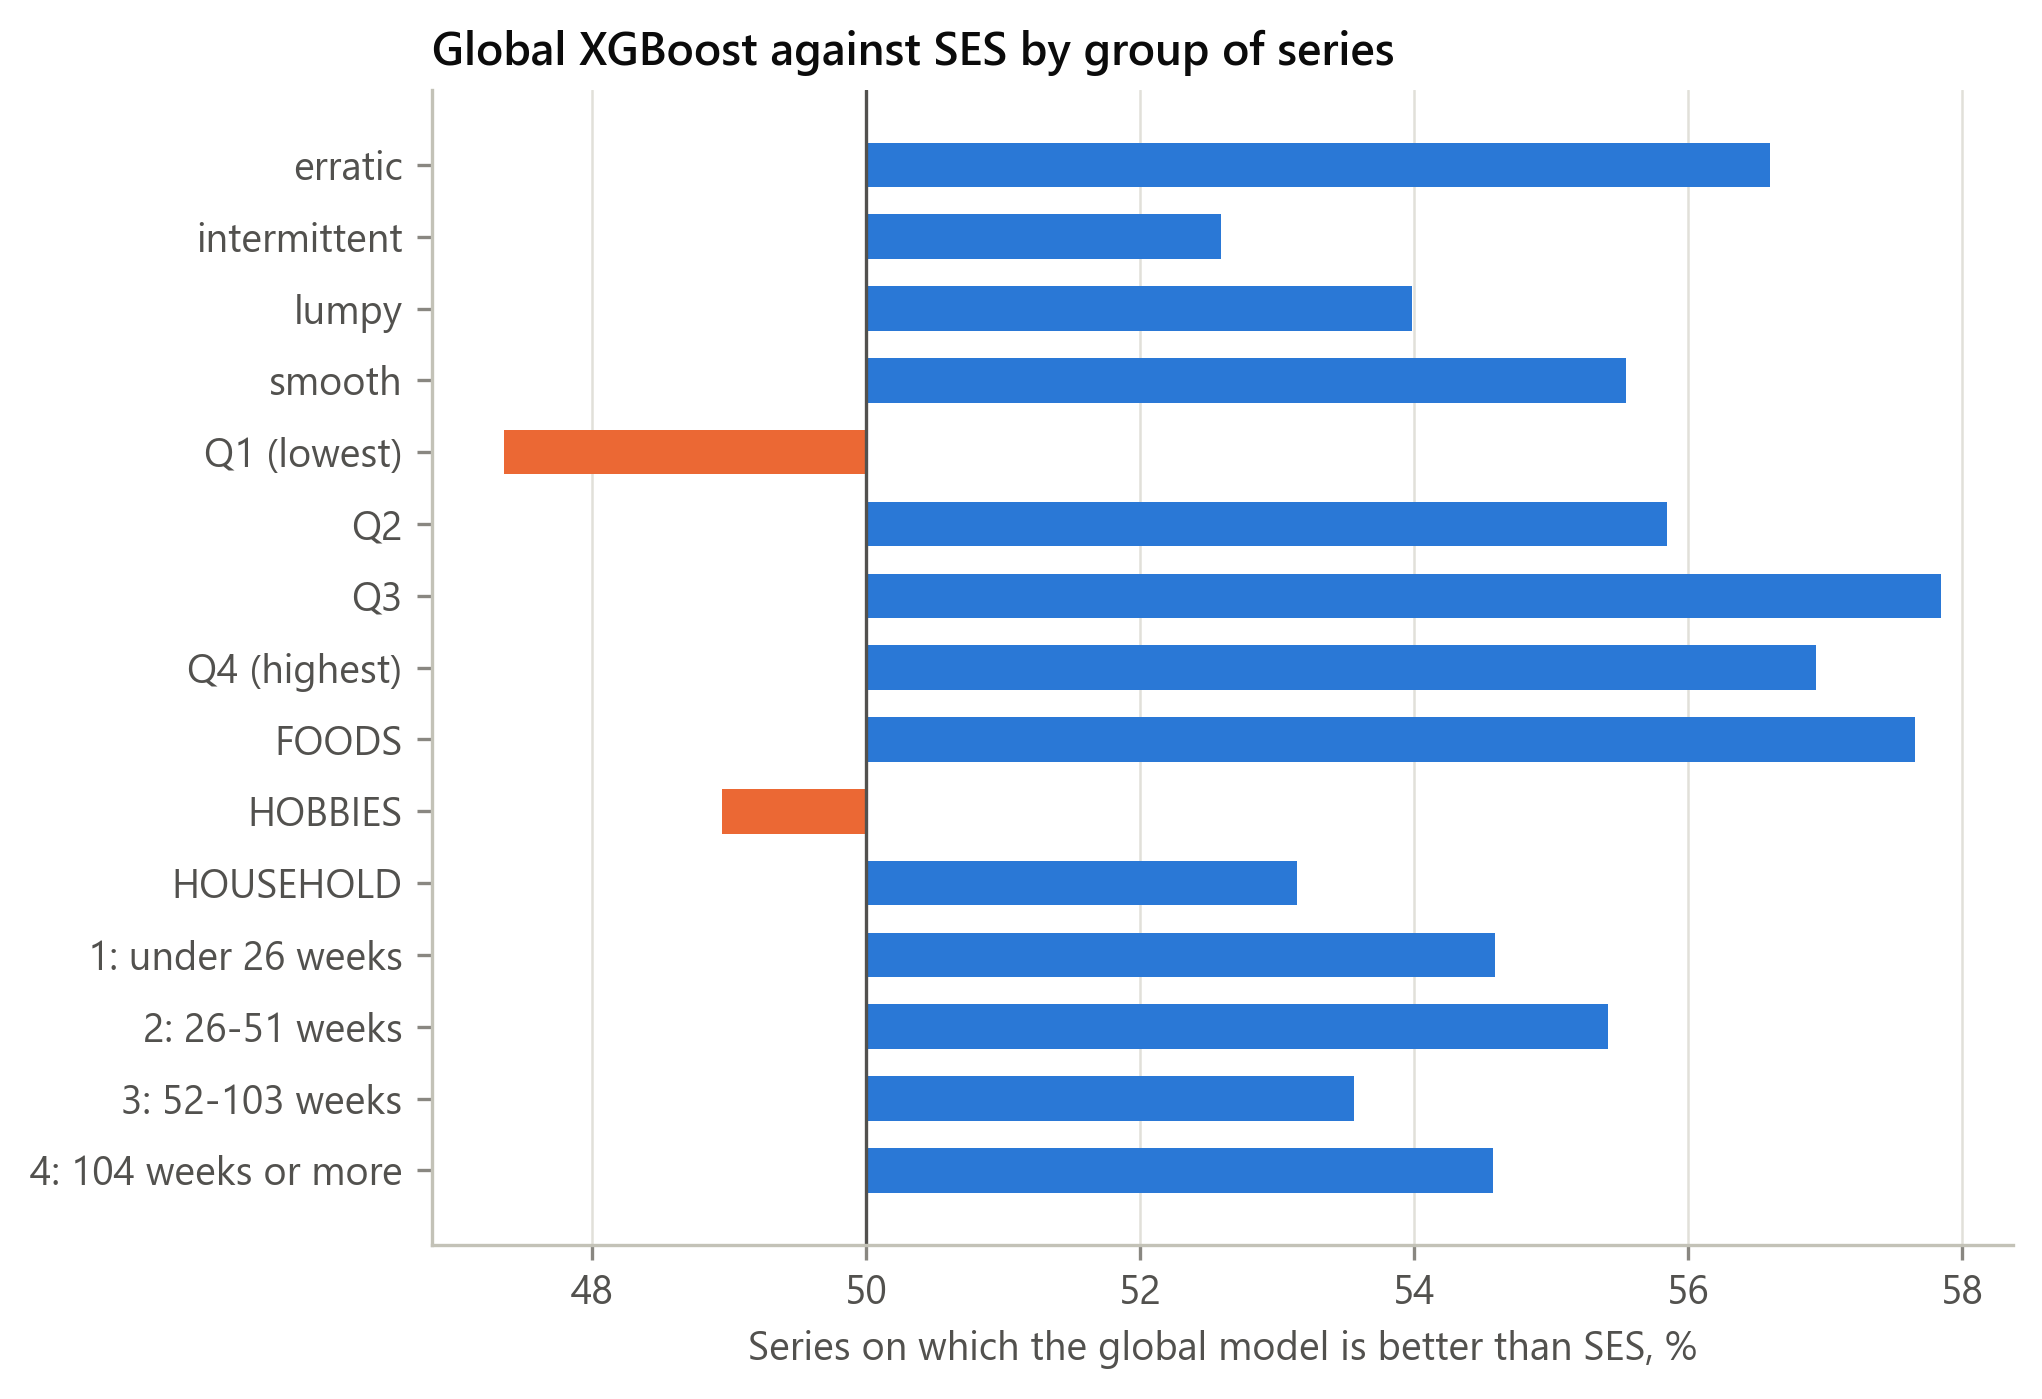 Global XGBoost against SES by group of series
erratic
intermittent
lumpy
smooth
Q1 (lowest)
Q2
Q3
Q4 (highest)
FOODS
HOBBIES
HOUSEHOLD
1: under 26 weeks
2: 26-51 weeks
3: 52-103 weeks
4: 104 weeks or more
48 50 52 54 56 58
Series on which the global model is better than SES, %